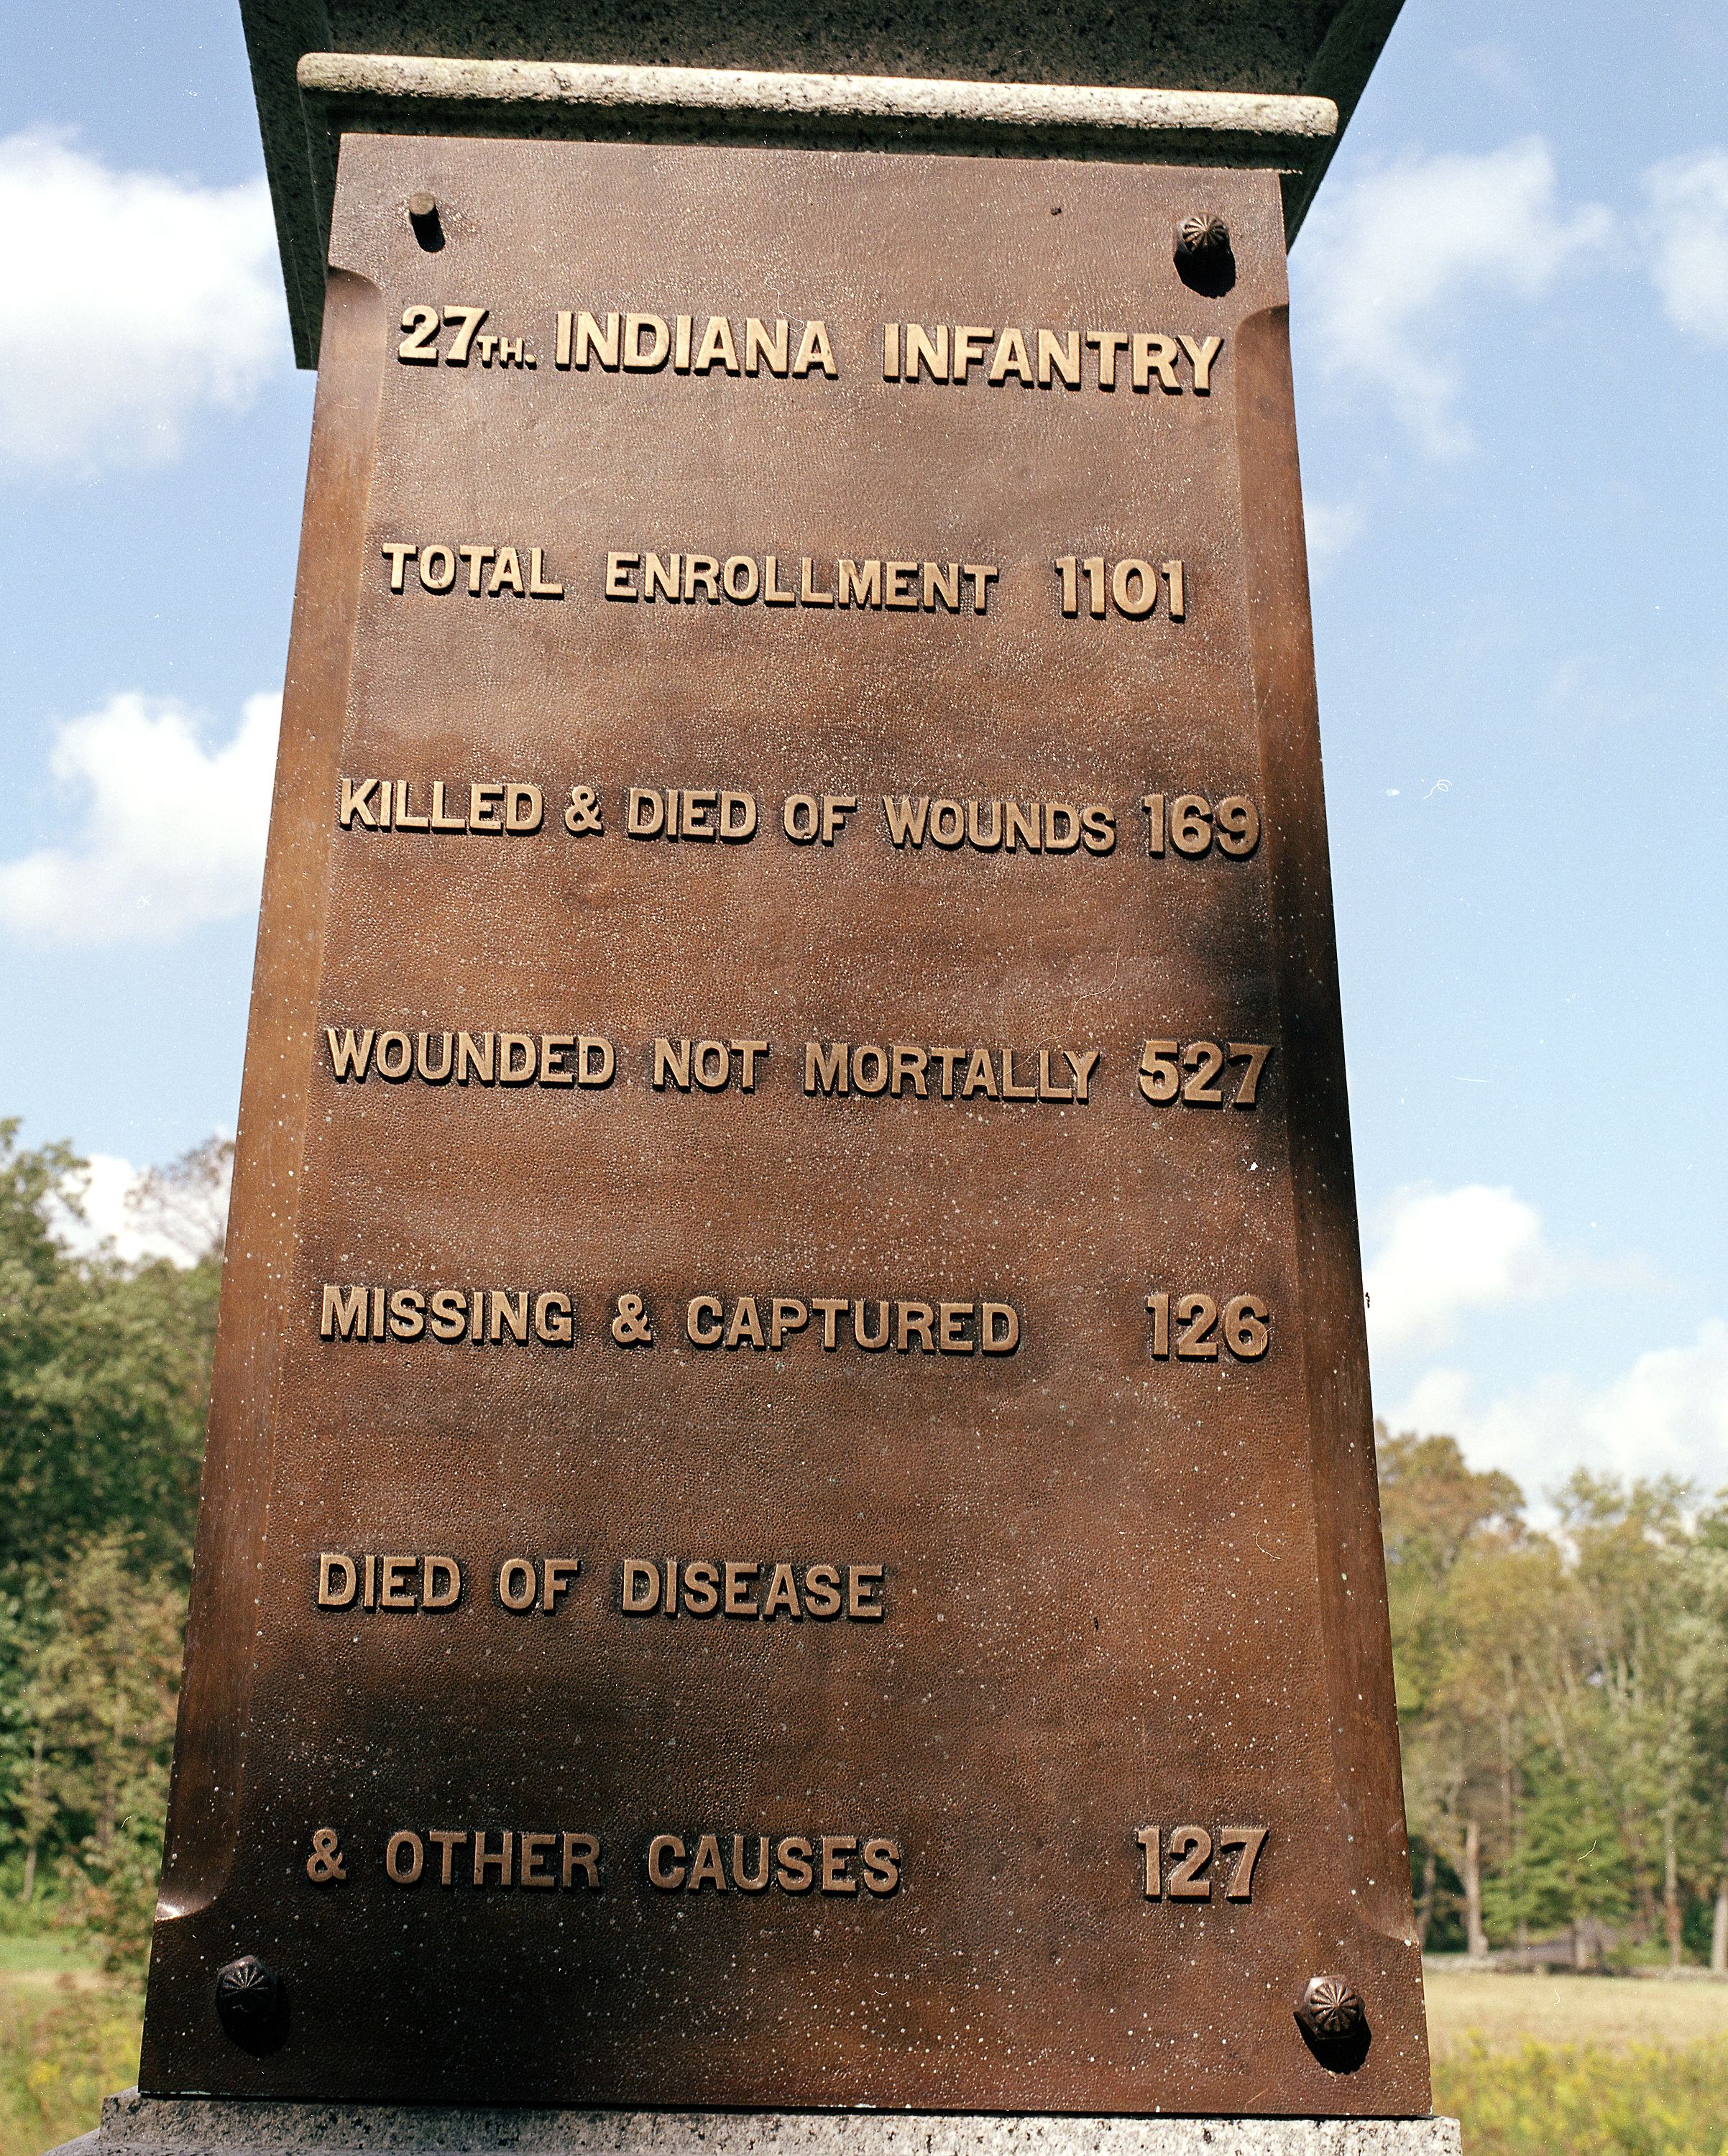 27TH. INDIANA INFANTRY
TOTAL ENROLLMENT 1101
KILLED & DIED OF WOUNDS 169
WOUNDED NOT MORTALLY 527
MISSING & CAPTURED 126
DIED OF DISEASE
& OTHER CAUSES 127